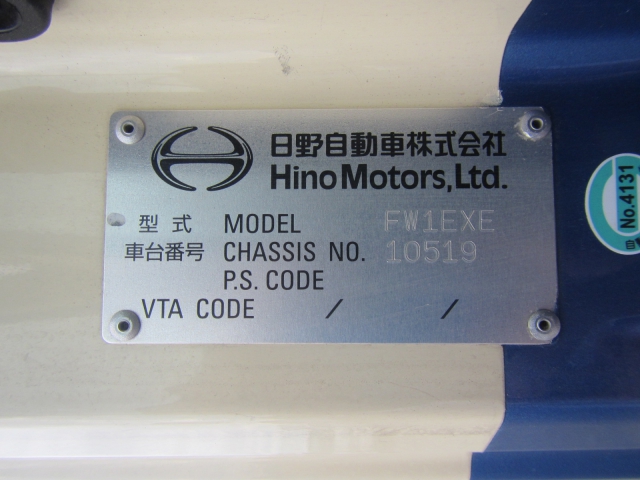 日野自動車株式会社
Hino Motors, Ltd.
型式 MODEL FW1EXE
車台番号 CHASSIS NO. 10519
P.S. CODE
VTA CODE / /
No.4131